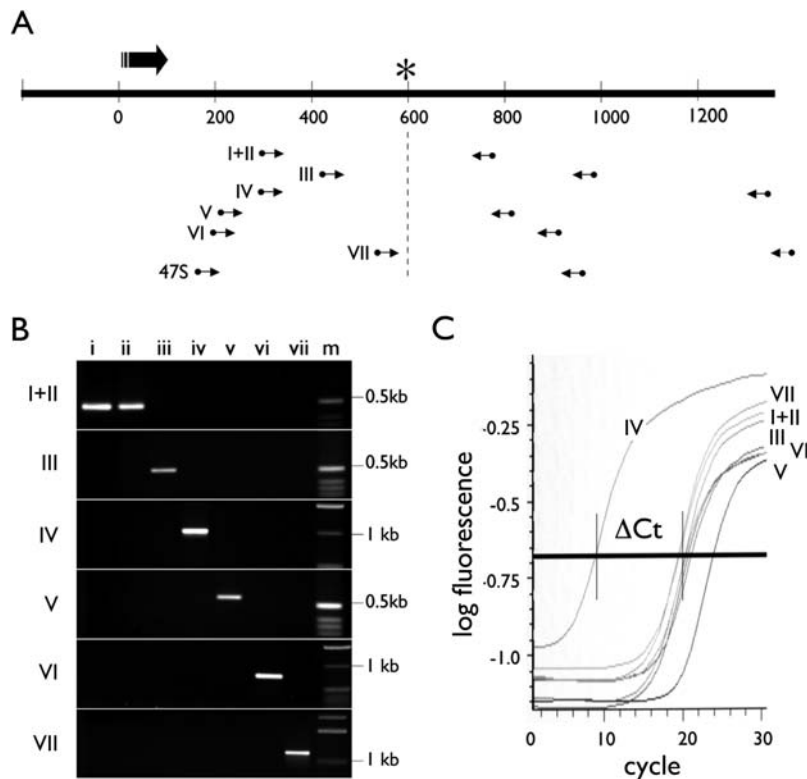 A
*
0 200 400 600 800 1000 1200
I+II
III
IV
V
VI
VII
47S
B
i ii iii iv v vi vii m
I+II 0.5kb
III 0.5kb
IV 1 kb
V 0.5kb
VI 1 kb
VII 1 kb
C
IV
VII
I+II
III
VI
V
ΔCt
log fluorescence
-0.25
-0.5
-0.75
-1.0
0 10 20 30
cycle